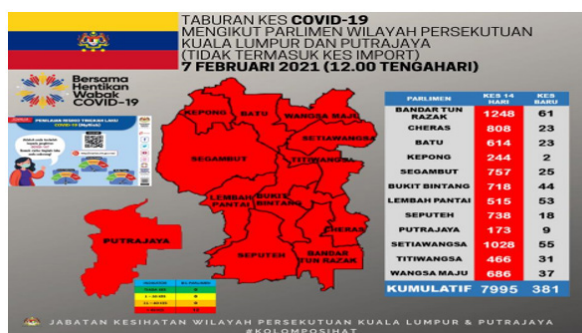 TABURAN KES COVID-19
MENGIKUT PARLIMEN WILAYAH PERSEKUTUAN
KUALA LUMPUR DAN PUTRAJAYA
(TIDAK TERMASUK KES IMPORT)
7 FEBRUARI 2021 (12.00 TENGAHARI)
Bersama
Hentikan
Wabak
COVID-19
KEPONG
BATU
WANGSA MAJU
SETIAWANGSA
SEGAMBUT
TITIWANGSA
LEMBAH
PANTAI
BUKIT
BINTANG
CHERAS
SEPUTEH
BANDAR
TUN RAZAK
PUTRAJAYA
PARLIMEN KES 14 HARI KES BARU
BANDAR TUN RAZAK 1248 61
CHERAS 808 23
BATU 614 23
KEPONG 244 2
SEGAMBUT 757 25
BUKIT BINTANG 718 44
LEMBAH PANTAI 515 53
SEPUTEH 738 18
PUTRAJAYA 173 9
SETIAWANGSA 1028 55
TITIWANGSA 466 31
WANGSA MAJU 686 37
KUMULATIF 7995 381
JABATAN KESIHATAN WILAYAH PERSEKUTUAN KUALA LUMPUR & PUTRAJAYA
#KOLOMPOSIHAT